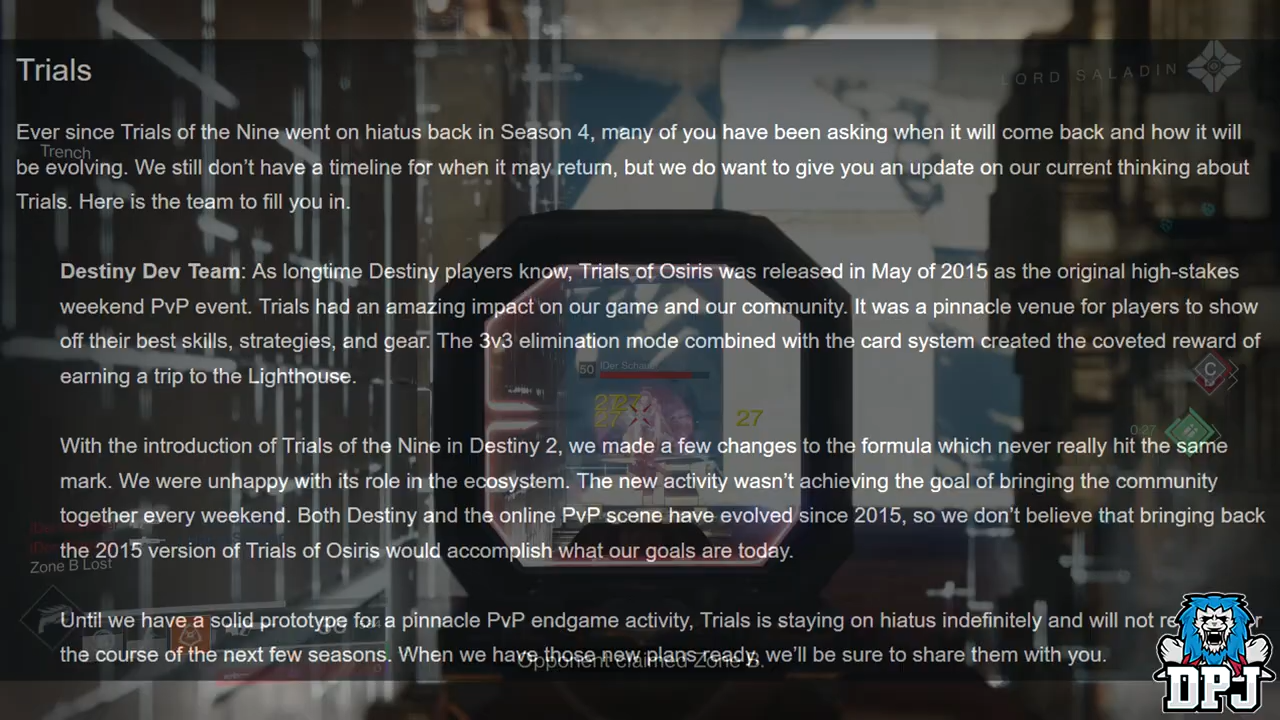 Trials
LORD SALADIN
Ever since Trials of the Nine went on hiatus back in Season 4, many of you have been asking when it will come back and how it will
Trench
be evolving. We still don’t have a timeline for when it may return, but we do want to give you an update on our current thinking about
Trials. Here is the team to fill you in.
Destiny Dev Team: As longtime Destiny players know, Trials of Osiris was released in May of 2015 as the original high-stakes
weekend PvP event. Trials had an amazing impact on our game and our community. It was a pinnacle venue for players to show
off their best skills, strategies, and gear. The 3v3 elimination mode combined with the card system created the coveted reward of
50
C
earning a trip to the Lighthouse.
27
27
27
27
0:27
With the introduction of Trials of the Nine in Destiny 2, we made a few changes to the formula which never really hit the same
mark. We were unhappy with its role in the ecosystem. The new activity wasn’t achieving the goal of bringing the community
together every weekend. Both Destiny and the online PvP scene have evolved since 2015, so we don’t believe that bringing back
the 2015 version of Trials of Osiris would accomplish what our goals are today.
Zone B Lost
Until we have a solid prototype for a pinnacle PvP endgame activity, Trials is staying on hiatus indefinitely and will not
the course of the next few seasons. When we have those new plans ready, we’ll be sure to share them with you.
Opponent claimed Zone B.
DPJ